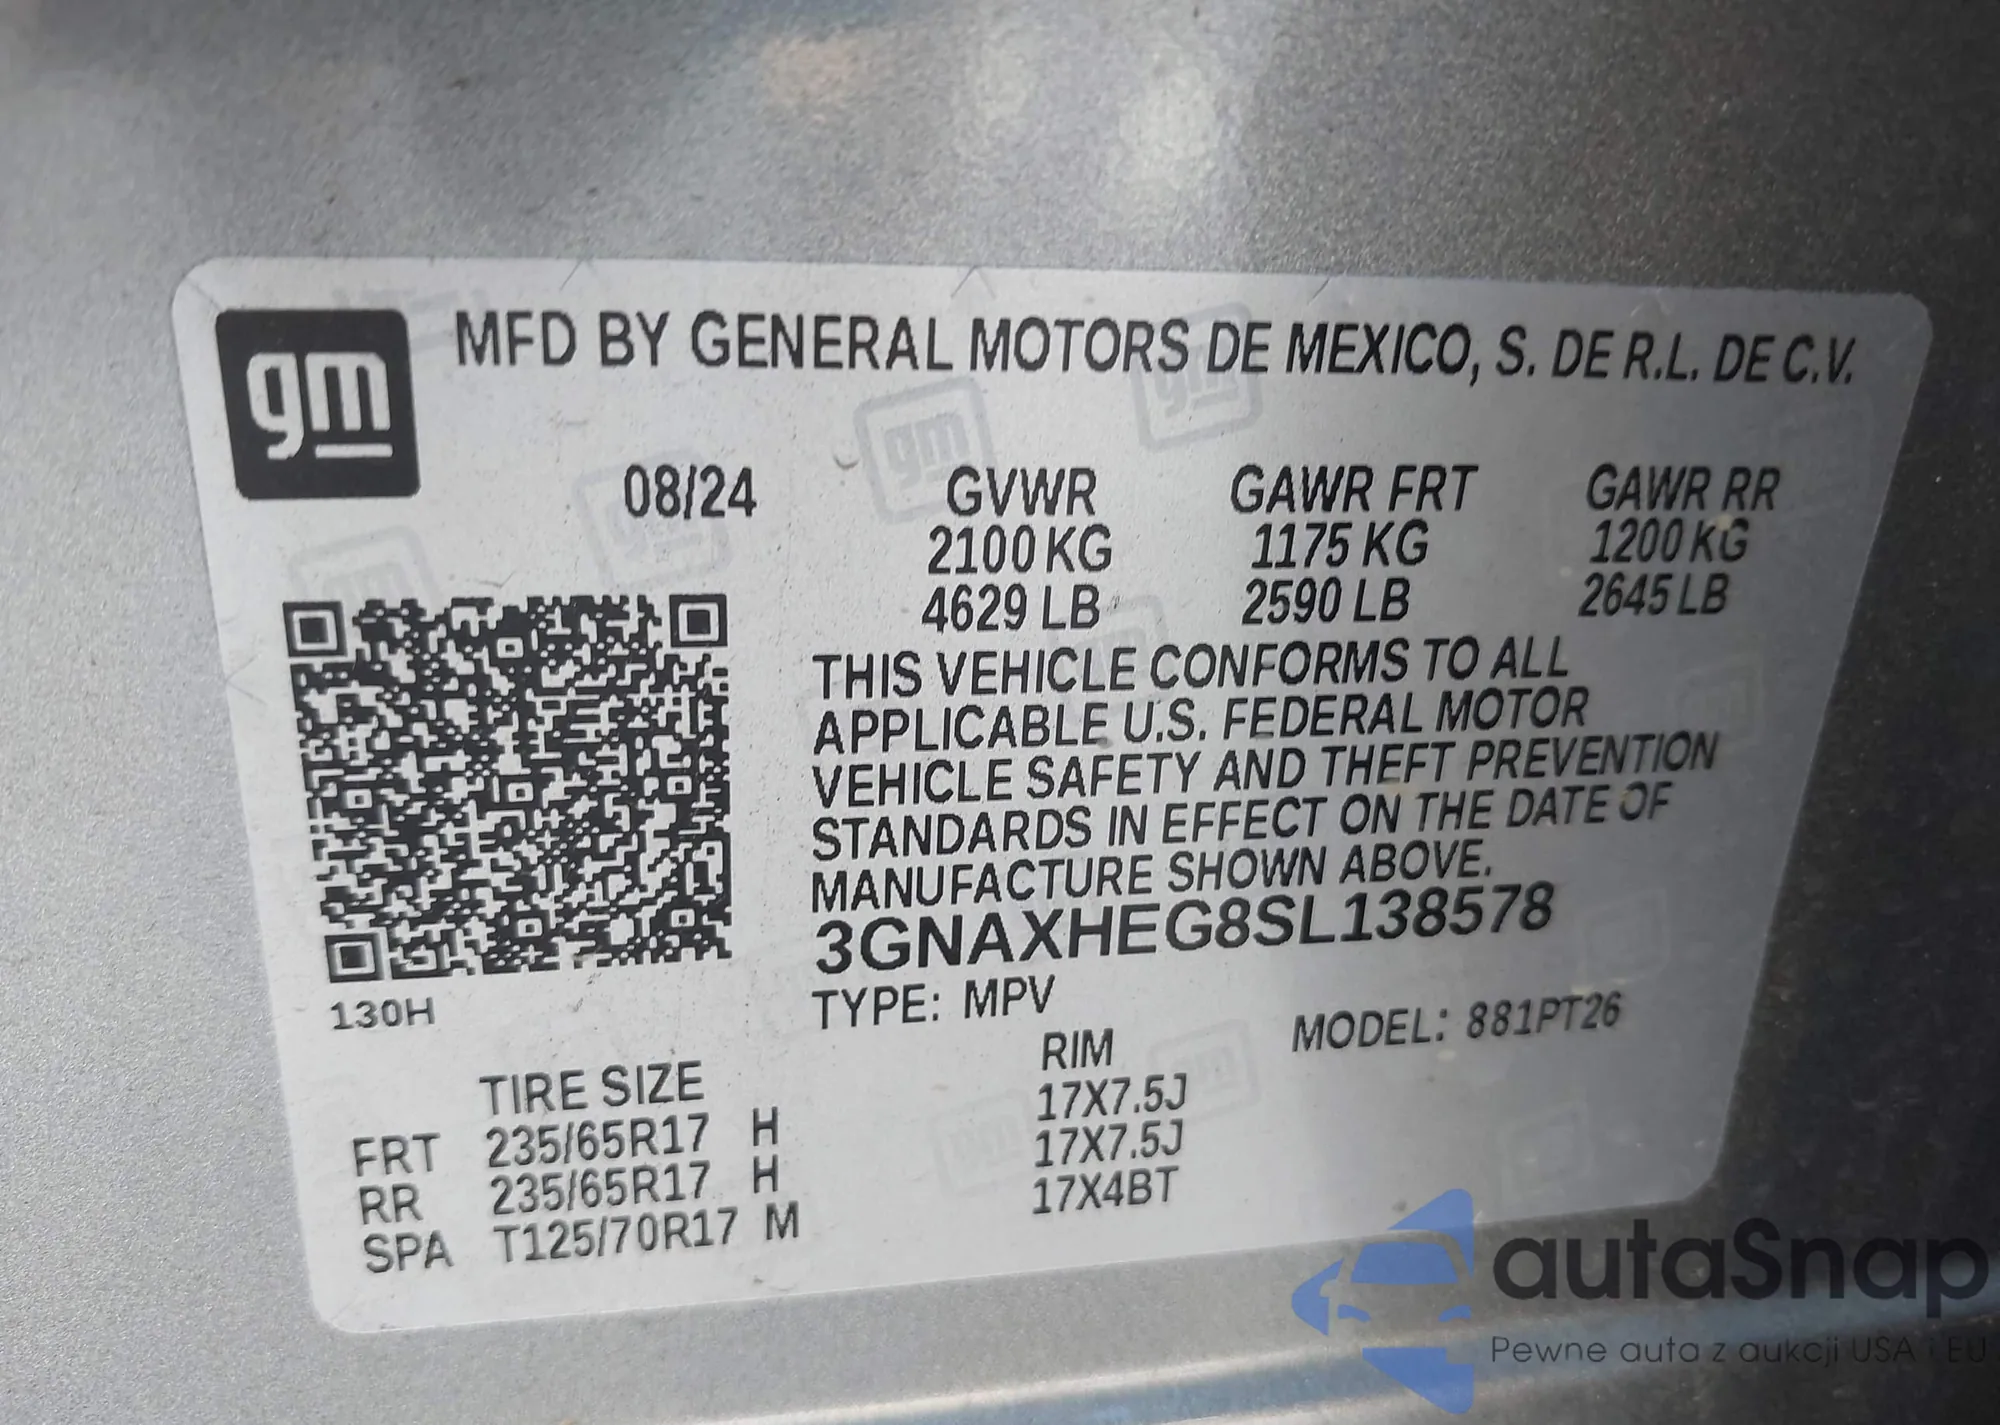 gm
MFD BY GENERAL MOTORS DE MEXICO, S. DE R.L. DE C.V.
08/24 GVWR GAWR FRT GAWR RR
2100 KG 1175 KG 1200 KG
4629 LB 2590 LB 2645 LB
THIS VEHICLE CONFORMS TO ALL
APPLICABLE U.S. FEDERAL MOTOR
VEHICLE SAFETY AND THEFT PREVENTION
STANDARDS IN EFFECT ON THE DATE OF
MANUFACTURE SHOWN ABOVE.
3GNAXHEG8SL138578
130H
TYPE: MPV MODEL: 881PT26
TIRE SIZE RIM
FRT 235/65R17 H 17X7.5J
RR 235/65R17 H 17X7.5J
SPA T125/70R17 M 17X4BT
autaSnap
Pewne auta z aukcji USA i EU